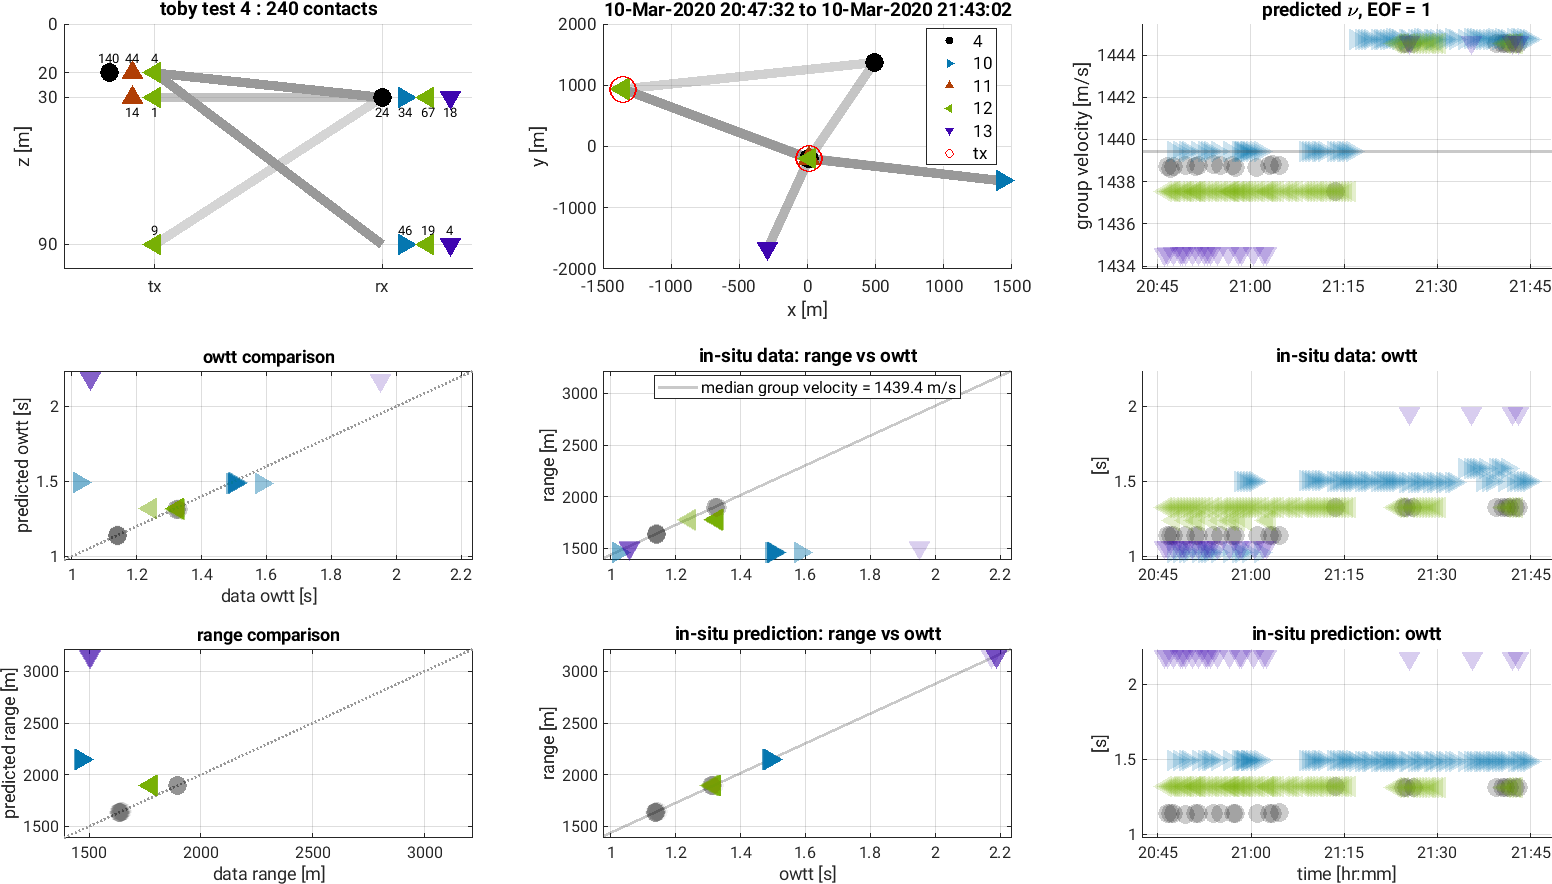 toby test 4 : 240 contacts
0
20
30
90
z [m]
140 44 4
14 1
9
24 34 67 18
46 19 4
tx
rx
10-Mar-2020 20:47:32 to 10-Mar-2020 21:43:02
2000
1000
0
-1000
-2000
y [m]
4
10
11
12
13
tx
-1500 -1000 -500 0 500 1000 1500
x [m]
predicted ν, EOF = 1
1444
1442
1440
1438
1436
1434
group velocity [m/s]
20:45 21:00 21:15 21:30 21:45
owtt comparison
2
1.5
1
predicted owtt [s]
1 1.2 1.4 1.6 1.8 2 2.2
data owtt [s]
in-situ data: range vs owtt
median group velocity = 1439.4 m/s
3000
2500
2000
1500
range [m]
1 1.2 1.4 1.6 1.8 2 2.2
in-situ data: owtt
2
1.5
1
[s]
20:45 21:00 21:15 21:30 21:45
range comparison
3000
2500
2000
1500
predicted range [m]
1500 2000 2500 3000
data range [m]
in-situ prediction: range vs owtt
3000
2500
2000
1500
range [m]
1 1.2 1.4 1.6 1.8 2 2.2
owtt [s]
in-situ prediction: owtt
2
1.5
1
[s]
20:45 21:00 21:15 21:30 21:45
time [hr:mm]